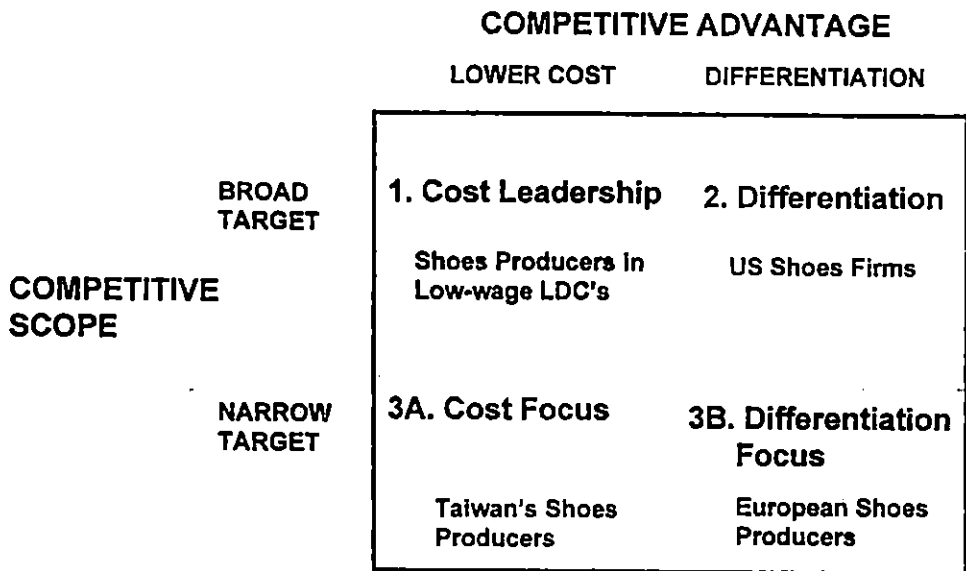 COMPETITIVE ADVANTAGE
LOWER COST DIFFERENTIATION
BROAD
TARGET
1. Cost Leadership
2. Differentiation
Shoes Producers in
Low-wage LDC's
US Shoes Firms
COMPETITIVE
SCOPE
NARROW
TARGET
3A. Cost Focus
3B. Differentiation
Focus
Taiwan's Shoes
Producers
European Shoes
Producers